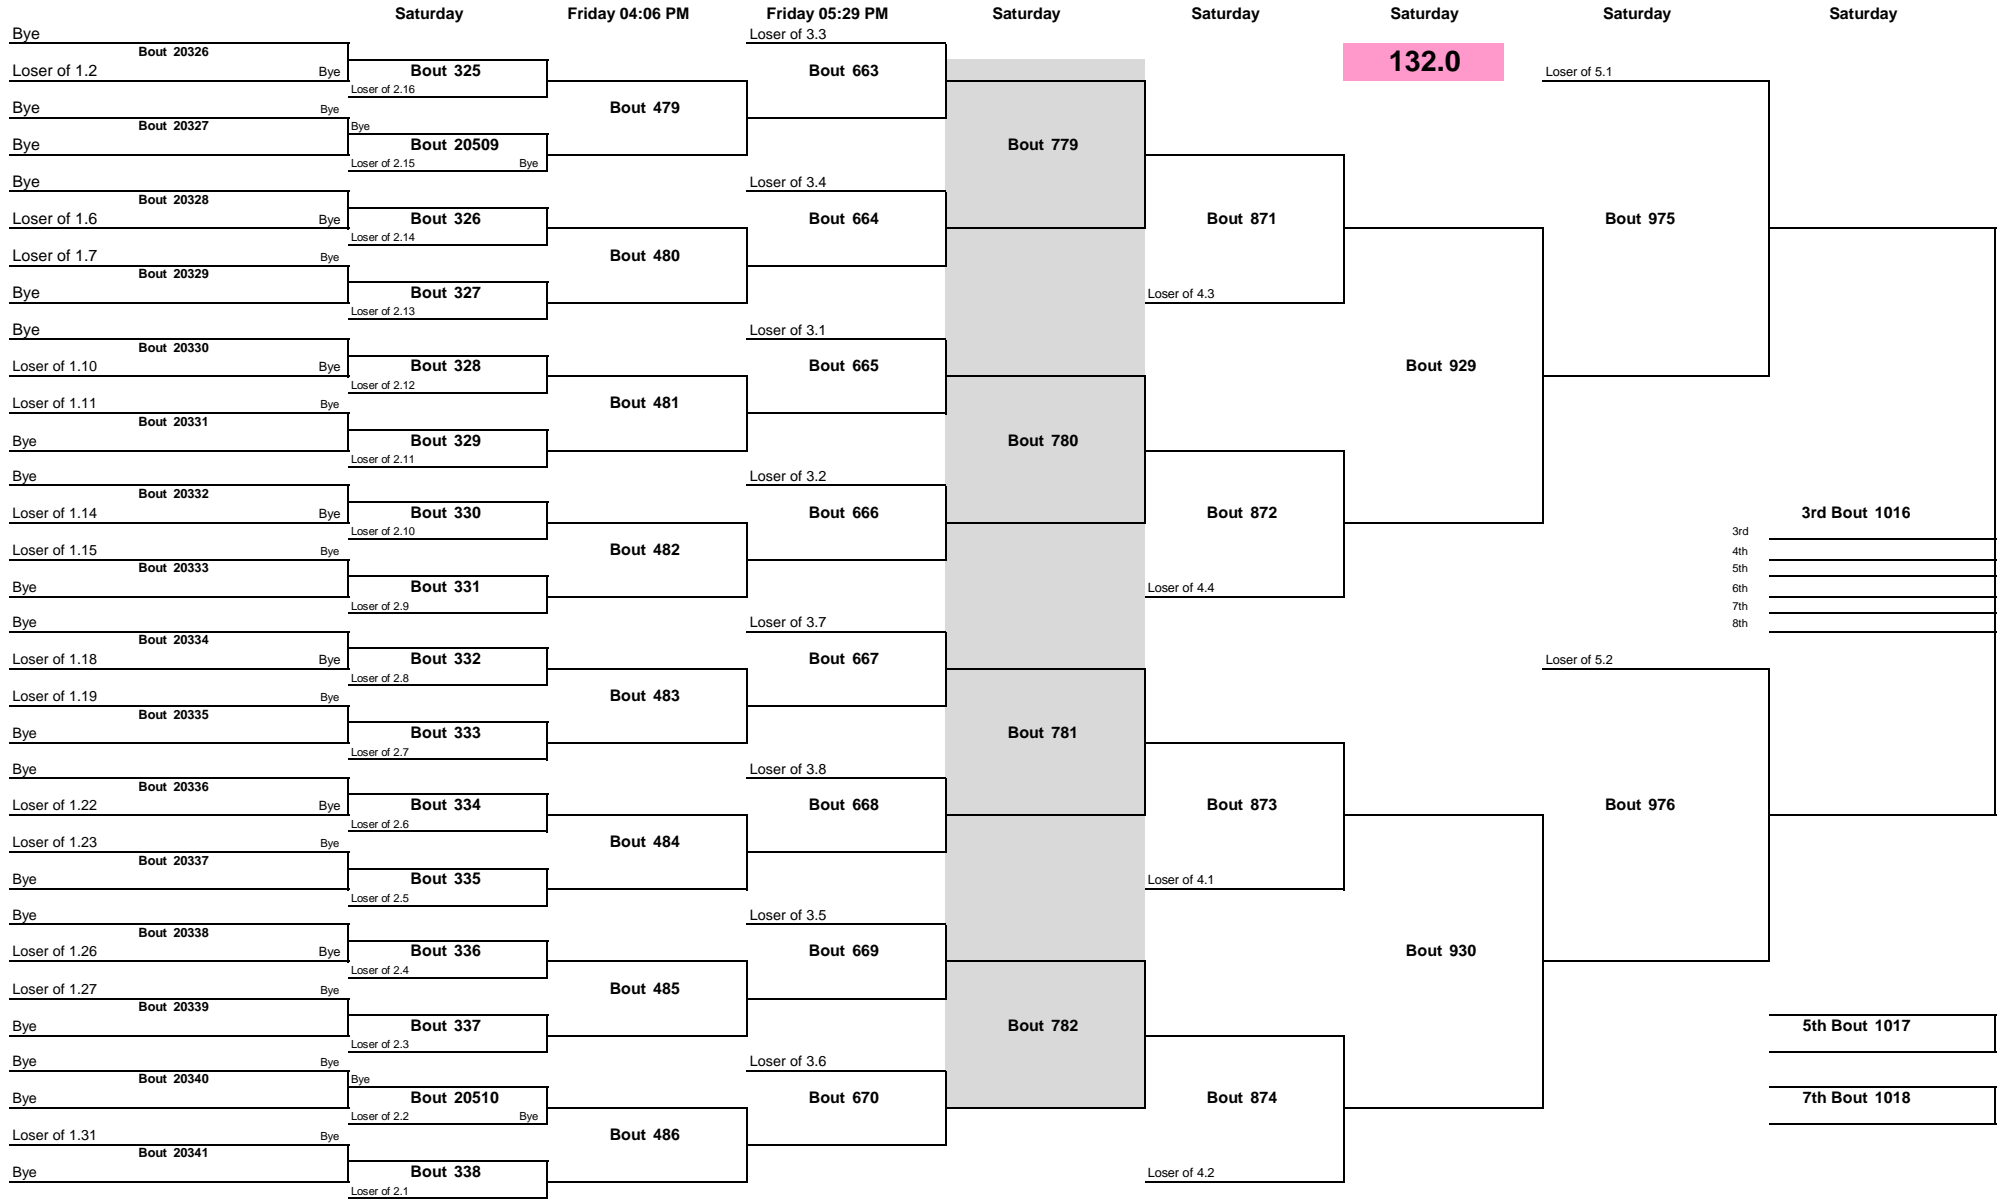 Saturday Friday 04:06 PM Friday 05:29 PM Saturday Saturday Saturday Saturday Saturday
132.0
Bye
Bout 20326
Loser of 1.2 Bye
Bye Bye
Bout 20327
Bye
Bye
Bout 20328
Loser of 1.6 Bye
Loser of 1.7 Bye
Bout 20329
Bye
Bye
Bout 20330
Loser of 1.10 Bye
Loser of 1.11 Bye
Bout 20331
Bye
Bye
Bout 20332
Loser of 1.14 Bye
Loser of 1.15 Bye
Bout 20333
Bye
Bye
Bout 20334
Loser of 1.18 Bye
Loser of 1.19 Bye
Bout 20335
Bye
Bye
Bout 20336
Loser of 1.22 Bye
Loser of 1.23 Bye
Bout 20337
Bye
Bye
Bout 20338
Loser of 1.26 Bye
Loser of 1.27 Bye
Bout 20339
Bye
Bye Bye
Bout 20340
Bye
Loser of 1.31 Bye
Bout 20341
Bye
Bout 325
Loser of 2.16
Bye
Bout 20509
Loser of 2.15 Bye
Bout 326
Loser of 2.14
Bout 327
Loser of 2.13
Bout 328
Loser of 2.12
Bout 329
Loser of 2.11
Bout 330
Loser of 2.10
Bout 331
Loser of 2.9
Bout 332
Loser of 2.8
Bout 333
Loser of 2.7
Bout 334
Loser of 2.6
Bout 335
Loser of 2.5
Bout 336
Loser of 2.4
Bout 337
Loser of 2.3
Bye
Bout 20510
Loser of 2.2 Bye
Bout 338
Loser of 2.1
Bout 479
Bout 480
Bout 481
Bout 482
Bout 483
Bout 484
Bout 485
Bout 486
Loser of 3.3
Bout 663
Loser of 3.4
Bout 664
Loser of 3.1
Bout 665
Loser of 3.2
Bout 666
Loser of 3.7
Bout 667
Loser of 3.8
Bout 668
Loser of 3.5
Bout 669
Loser of 3.6
Bout 670
Bout 779
Bout 780
Bout 781
Bout 782
Bout 871
Loser of 4.3
Bout 872
Loser of 4.4
Bout 873
Loser of 4.1
Bout 874
Loser of 4.2
Bout 929
Bout 930
Loser of 5.1
Bout 975
Loser of 5.2
Bout 976
3rd Bout 1016
3rd
4th
5th
6th
7th
8th
5th Bout 1017
7th Bout 1018